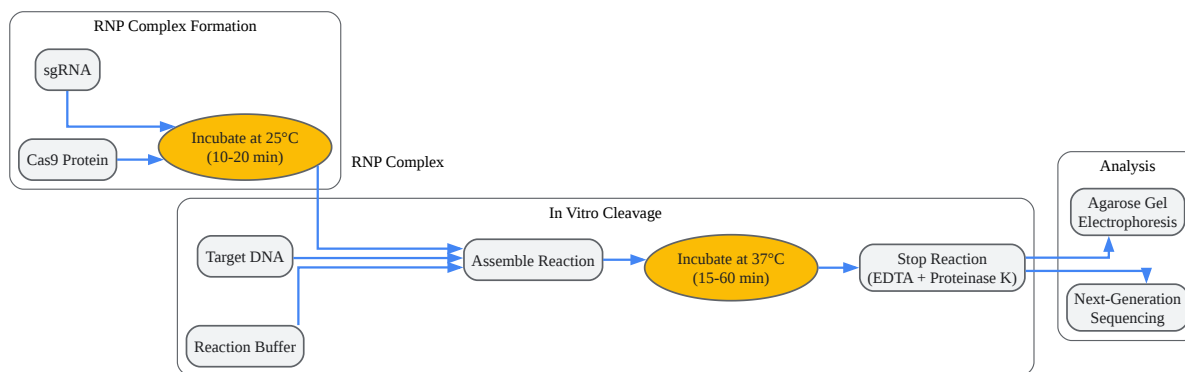 RNP Complex Formation
sgRNA
Cas9 Protein
Incubate at 25°C
(10-20 min)
RNP Complex
In Vitro Cleavage
Target DNA
Reaction Buffer
Assemble Reaction
Incubate at 37°C
(15-60 min)
Stop Reaction
(EDTA + Proteinase K)
Analysis
Agarose Gel
Electrophoresis
Next-Generation
Sequencing